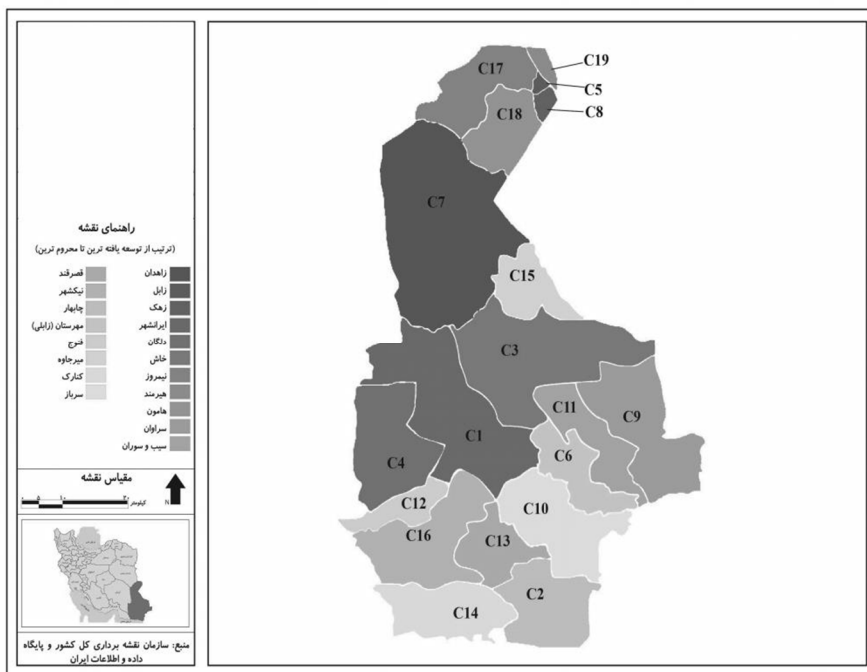 C19
C17
C5
C8
C18
C7
C15
C3
C11
C9
C1
C6
C4
C12
C10
C16
C13
C2
C14
راهنمای نقشه
(ترتیب از توسعه یافته ترین تا محروم ترین)
زاهدان
زابل
زهک
ایرانشهر
دلگان
خاش
نیمروز
هیرمند
هامون
سراوان
سیب و سوران
قصرقند
نیکشهر
چابهار
مهرستان (زابلی)
فنوج
میرجاوه
کنارک
سرباز
مقیاس نقشه
N
کیلومتر
منبع: سازمان نقشه برداری کل کشور و پایگاه
داده و اطلاعات ایران